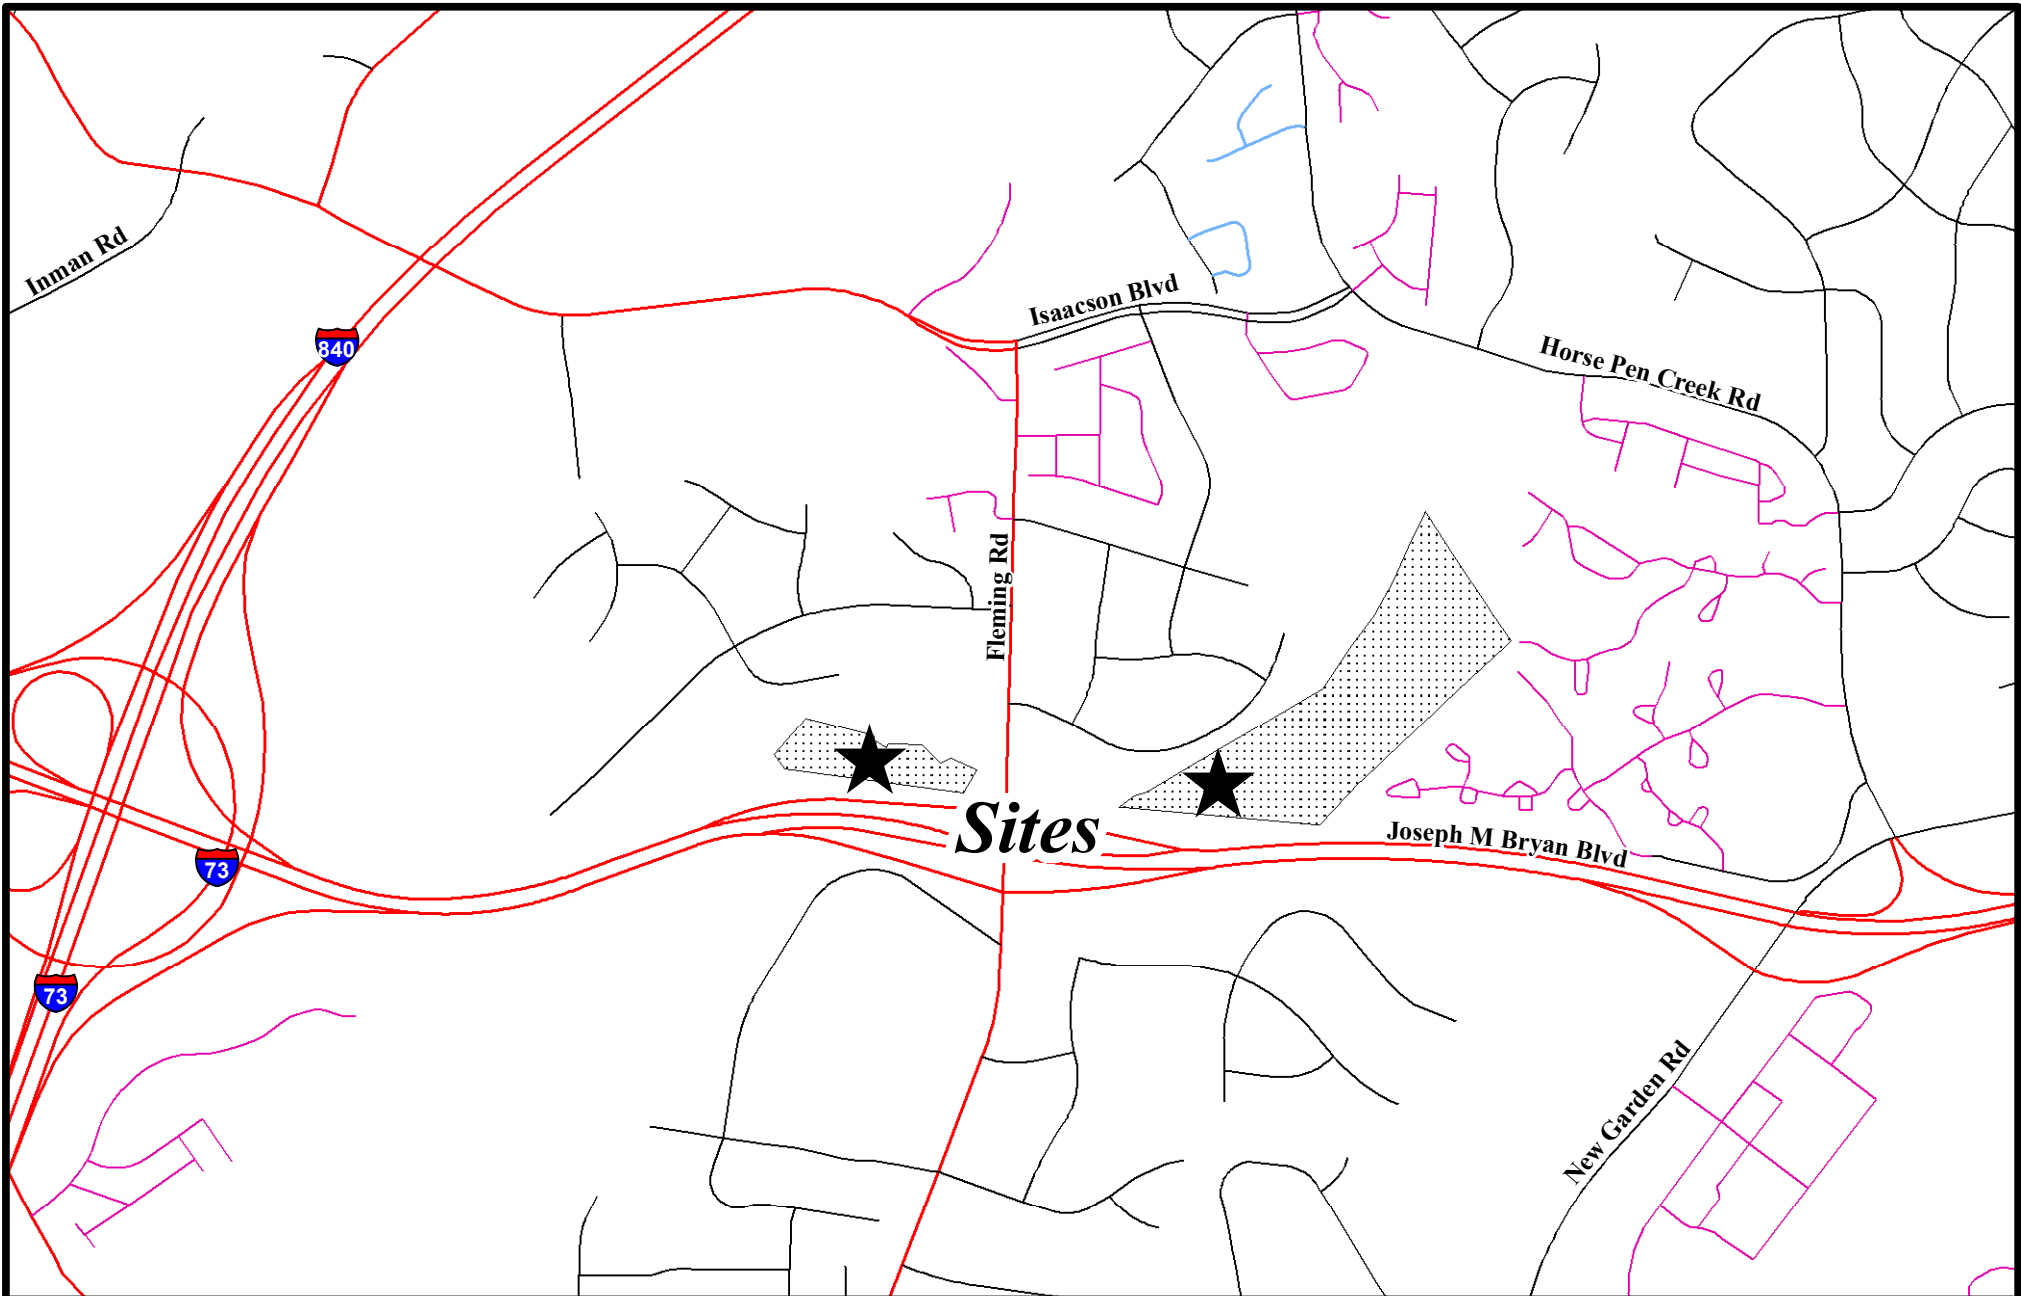 Inman Rd
Isaacson Blvd
840
Horse Pen Creek Rd
Fleming Rd
Sites
Joseph M Bryan Blvd
73
73
New Garden Rd